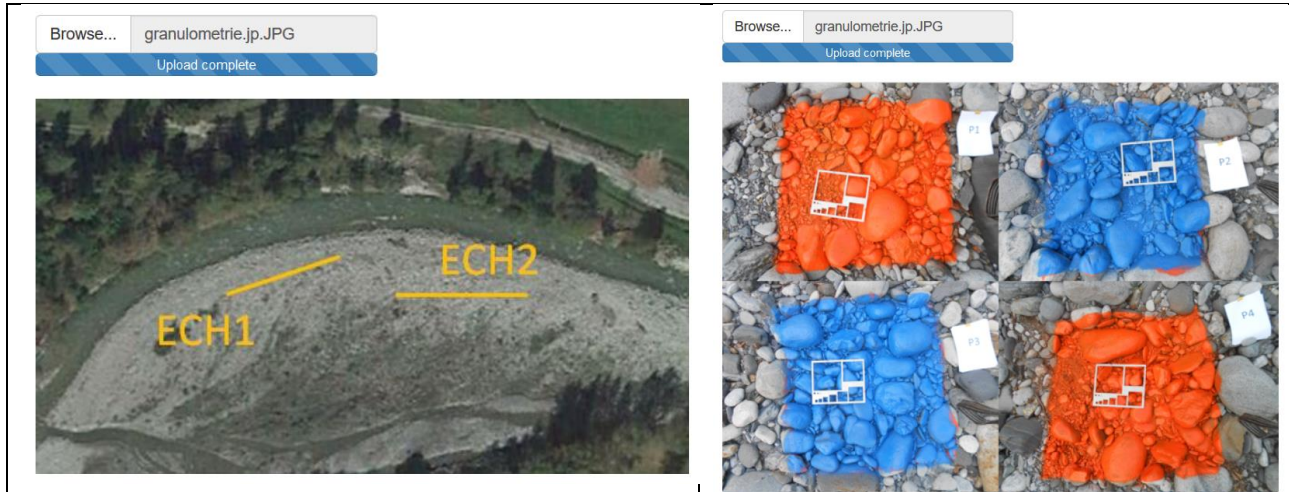 Browse... granulometrie.jp.JPG
Upload complete
ECH2
ECH1
Browse... granulometrie.jp.JPG
Upload complete
P1
P2
P3
P4